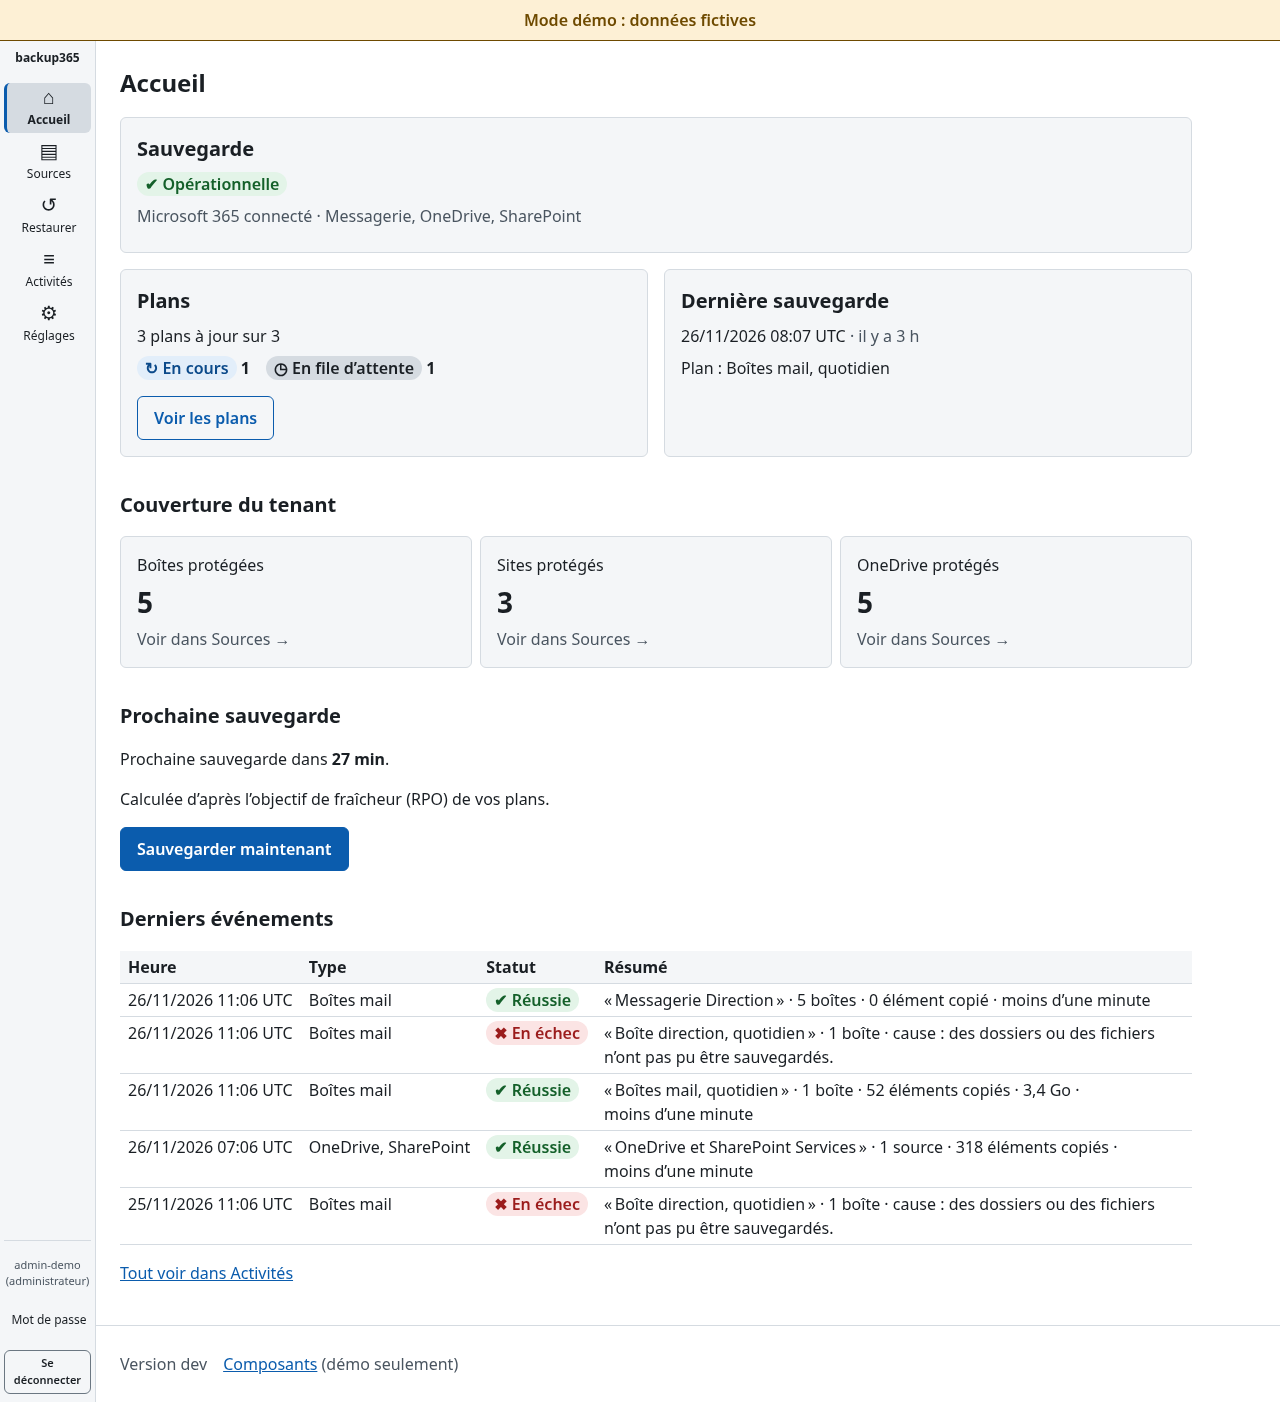 Mode démo : données fictives
backup365
Accueil
Sources
Restaurer
Activités
Réglages
admin-demo
(administrateur)
Mot de passe
Se
déconnecter
Accueil
Sauvegarde
✔ Opérationnelle
Microsoft 365 connecté · Messagerie, OneDrive, SharePoint
Plans
3 plans à jour sur 3
↻ En cours 1 ◷ En file d’attente 1
Voir les plans
Dernière sauvegarde
26/11/2026 08:07 UTC · il y a 3 h
Plan : Boîtes mail, quotidien
Couverture du tenant
Boîtes protégées
5
Voir dans Sources →
Sites protégés
3
Voir dans Sources →
OneDrive protégés
5
Voir dans Sources →
Prochaine sauvegarde
Prochaine sauvegarde dans 27 min.
Calculée d’après l’objectif de fraîcheur (RPO) de vos plans.
Sauvegarder maintenant
Derniers événements
Heure Type Statut Résumé
26/11/2026 11:06 UTC Boîtes mail ✔ Réussie « Messagerie Direction » · 5 boîtes · 0 élément copié · moins d’une minute
26/11/2026 11:06 UTC Boîtes mail ✖ En échec « Boîte direction, quotidien » · 1 boîte · cause : des dossiers ou des fichiers
n’ont pas pu être sauvegardés.
26/11/2026 11:06 UTC Boîtes mail ✔ Réussie « Boîtes mail, quotidien » · 1 boîte · 52 éléments copiés · 3,4 Go ·
moins d’une minute
26/11/2026 07:06 UTC OneDrive, SharePoint ✔ Réussie « OneDrive et SharePoint Services » · 1 source · 318 éléments copiés ·
moins d’une minute
25/11/2026 11:06 UTC Boîtes mail ✖ En échec « Boîte direction, quotidien » · 1 boîte · cause : des dossiers ou des fichiers
n’ont pas pu être sauvegardés.
Tout voir dans Activités
Version dev Composants (démo seulement)